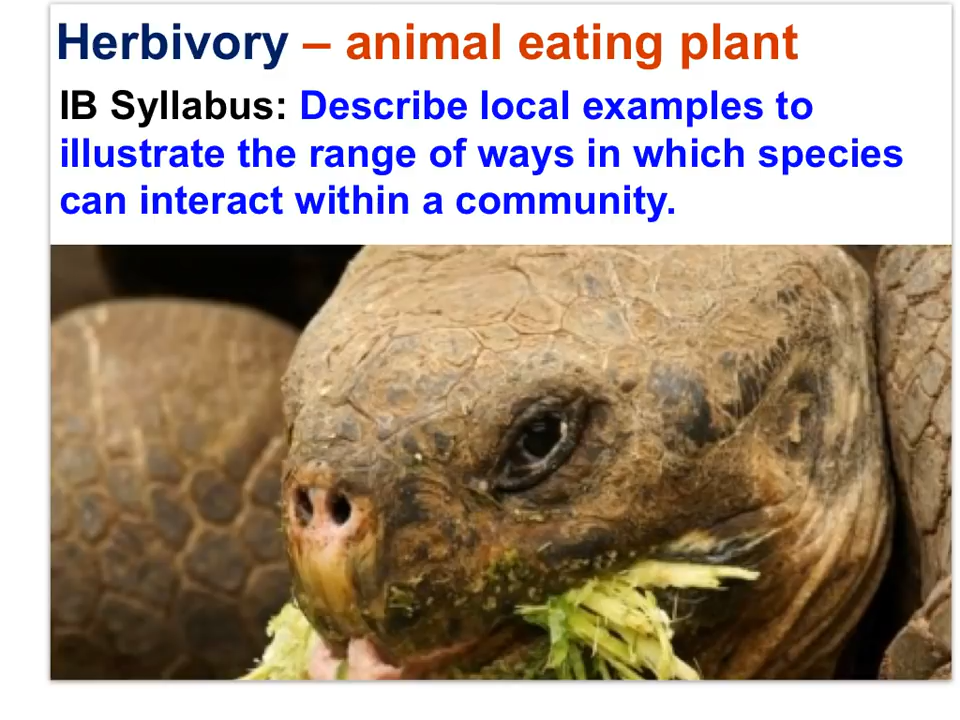 Herbivory – animal eating plant
IB Syllabus: Describe local examples to
illustrate the range of ways in which species
can interact within a community.